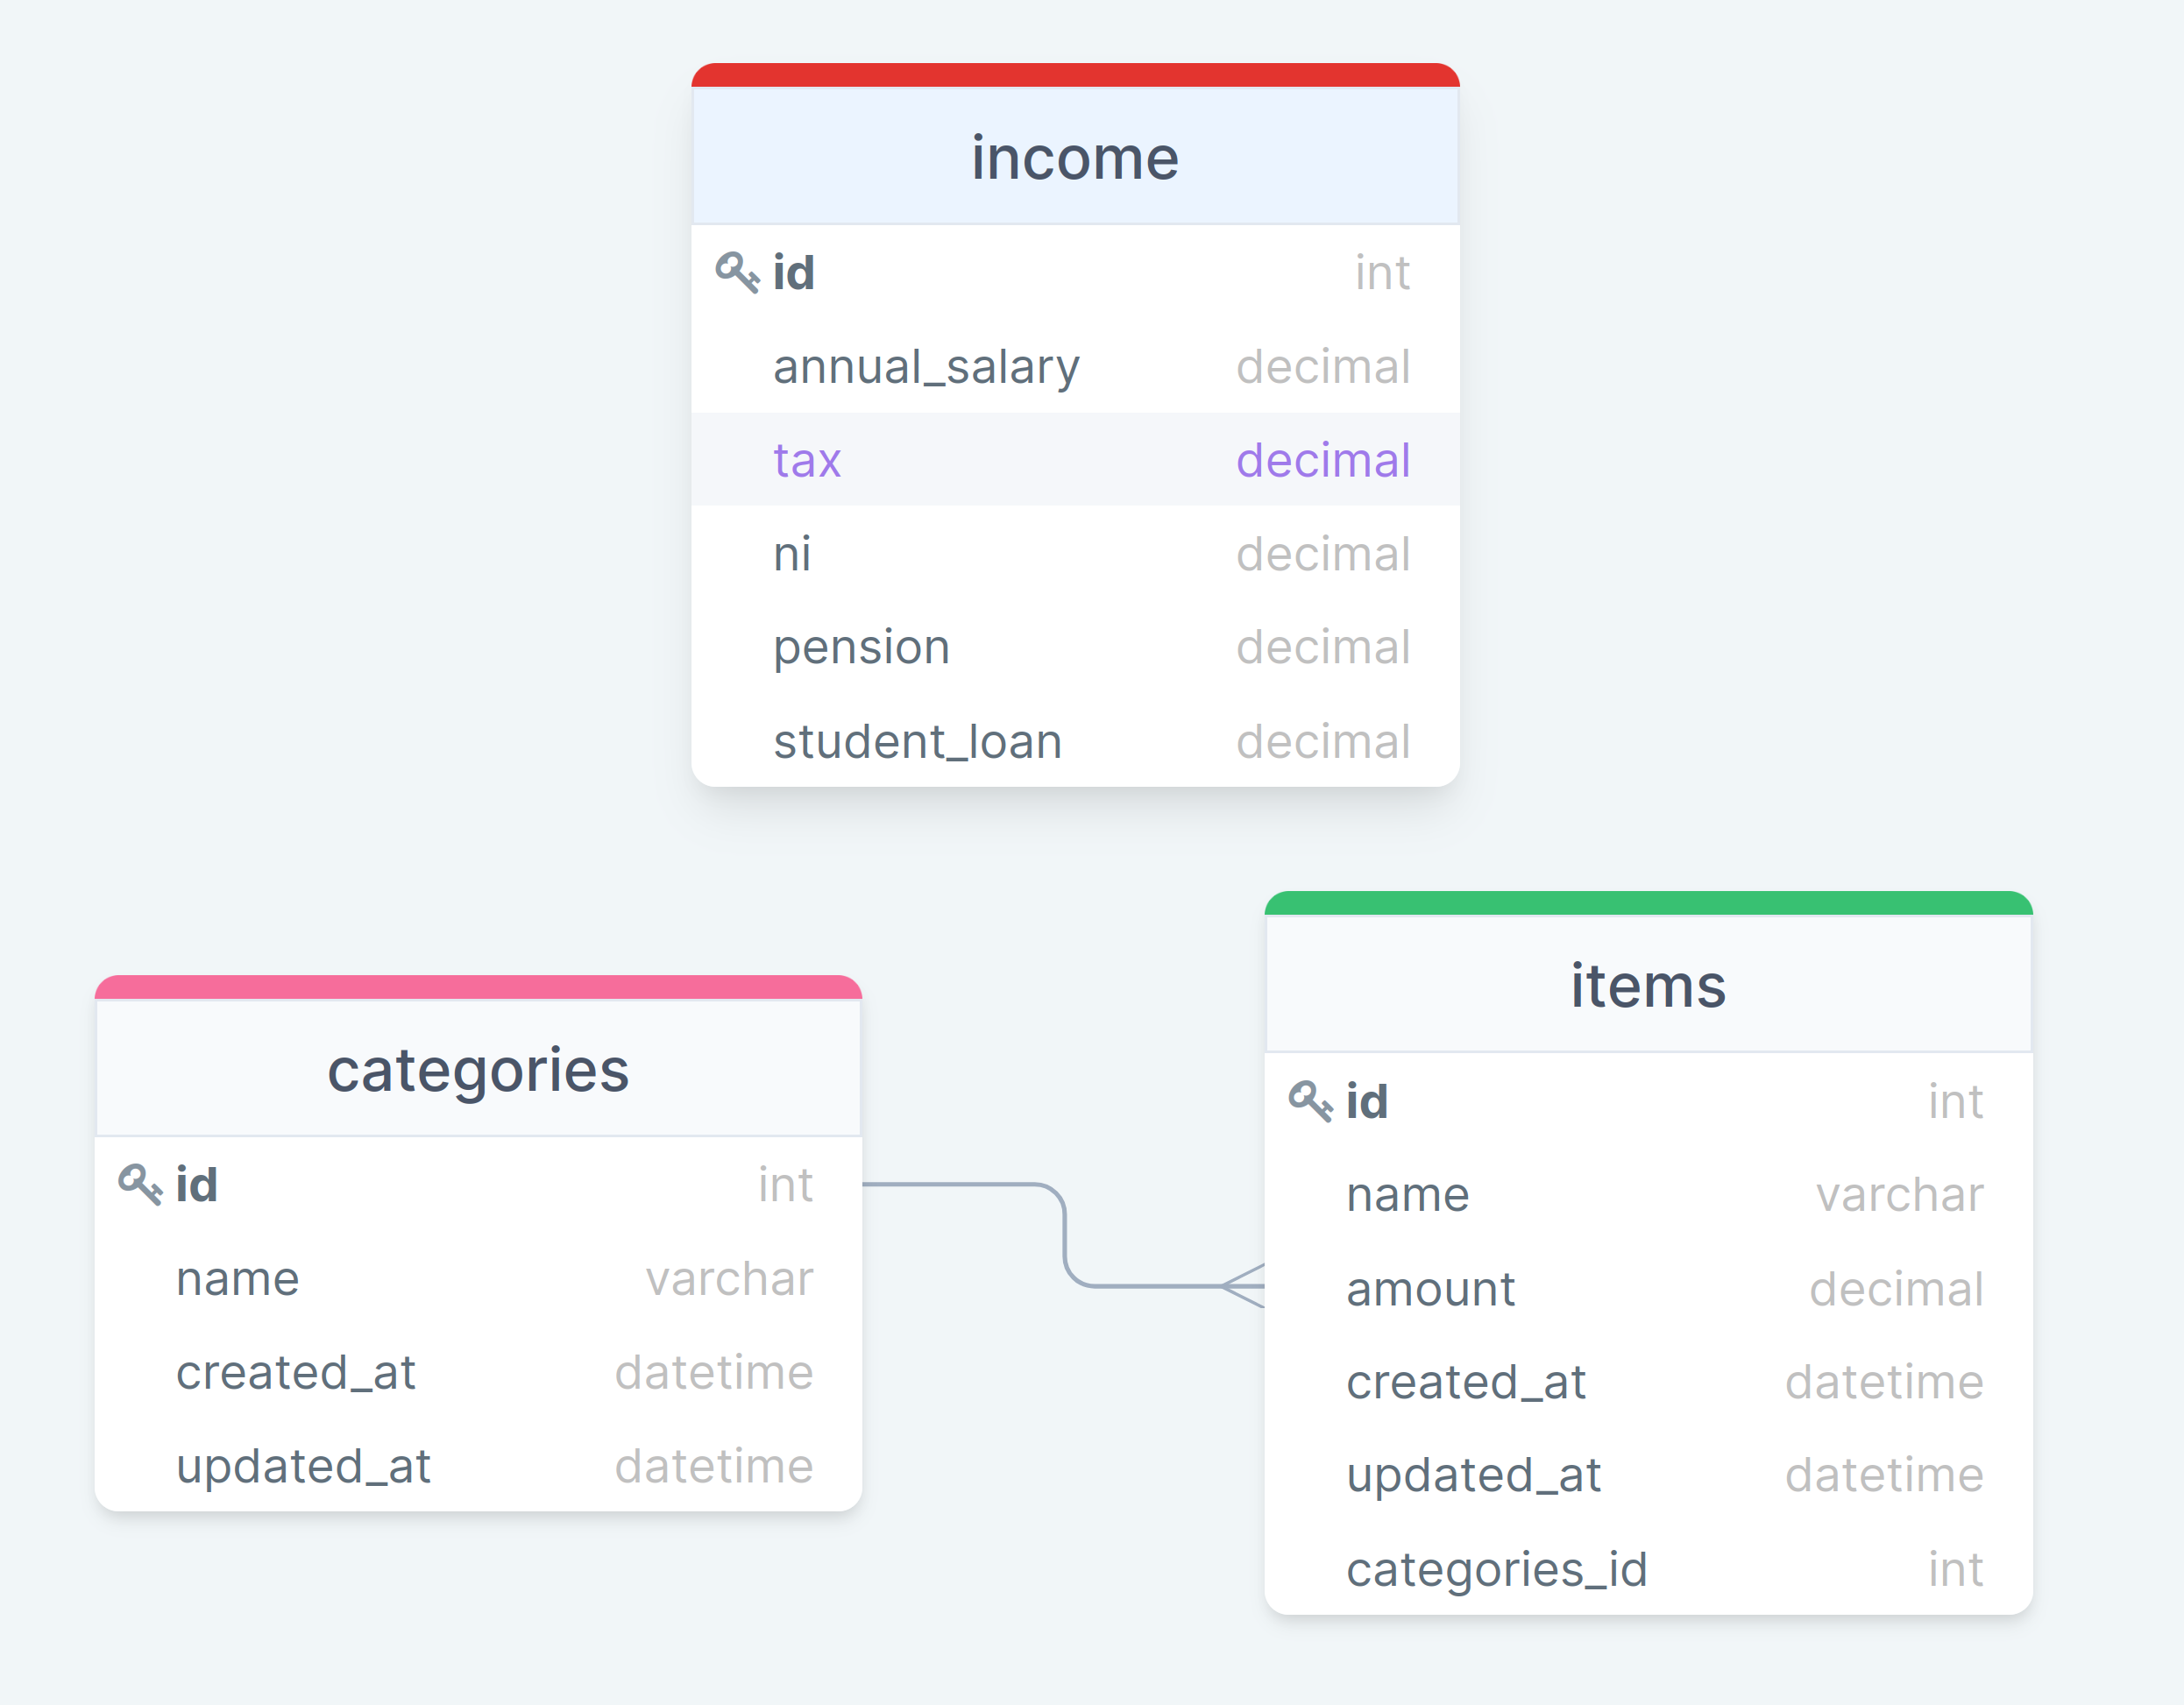 income
id int
annual_salary decimal
tax decimal
ni decimal
pension decimal
student_loan decimal
categories
id int
name varchar
created_at datetime
updated_at datetime
items
id int
name varchar
amount decimal
created_at datetime
updated_at datetime
categories_id int